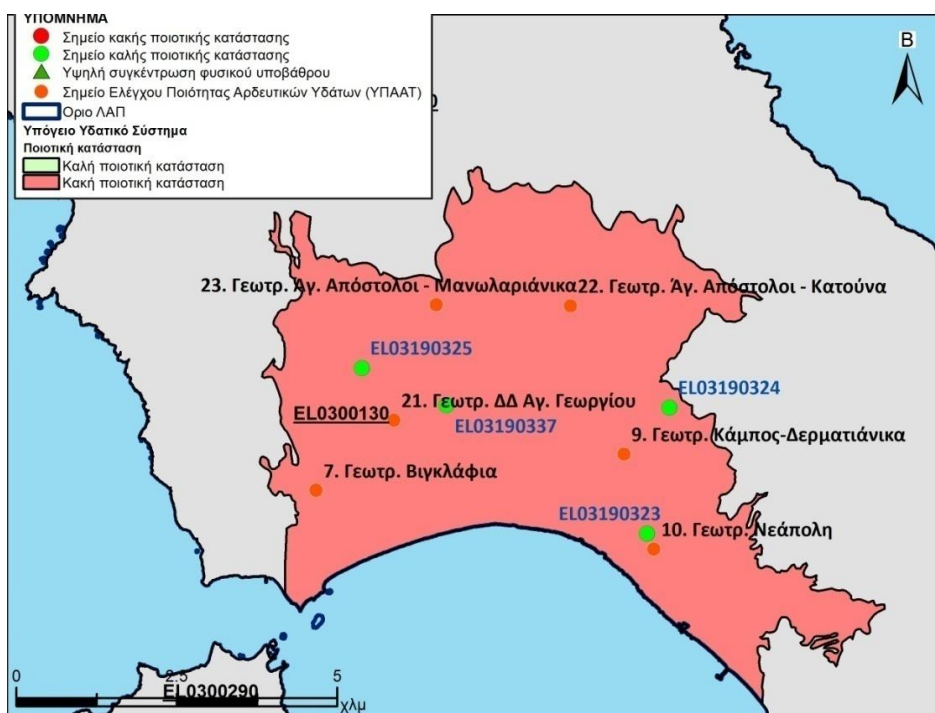 ΥΠΟΜΝΗΜΑ
Σημείο κακής ποιοτικής κατάστασης
Σημείο καλής ποιοτικής κατάστασης
Υψηλή συγκέντρωση φυσικού υποβάθρου
Σημείο Ελέγχου Ποιότητας Αρδευτικών Υδάτων (ΥΠΑΑΤ)
Οριο ΛΑΠ
Υπόγειο Υδατικό Σύστημα
Ποιοτική κατάσταση
Καλή ποιοτική κατάσταση
Κακή ποιοτική κατάσταση
Β
23. Γεωτρ. Άγ. Απόστολοι - Μανωλαριάνικα
22. Γεωτρ. Άγ. Απόστολοι - Κατούνα
EL03190325
EL03190324
21. Γεωτρ. ΔΔ Αγ. Γεωργίου
EL0300130
EL03190337
9. Γεωτρ. Κάμπος-Δερματιάνικα
7. Γεωτρ. Βιγκλάφια
EL03190323
10. Γεωτρ. Νεάπολη
0 2.5 5
EL0300290
χλμ